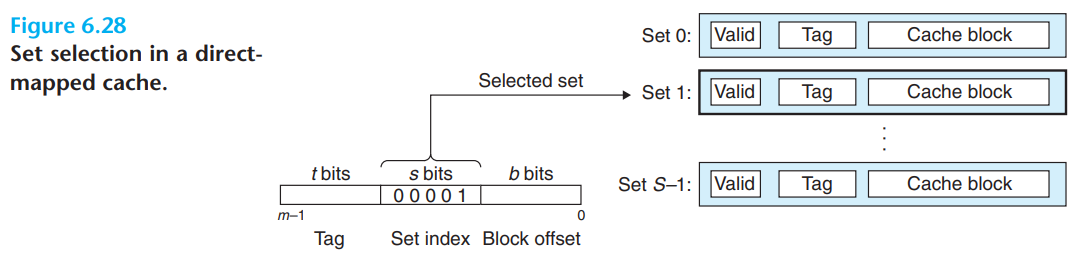 Figure 6.28
Set selection in a direct-
mapped cache.
Set 0: Valid Tag Cache block
Selected set
Set 1: Valid Tag Cache block
⋮
t bits s bits b bits
Set S–1: Valid Tag Cache block
0 0 0 0 1
m–1 0
Tag Set index Block offset